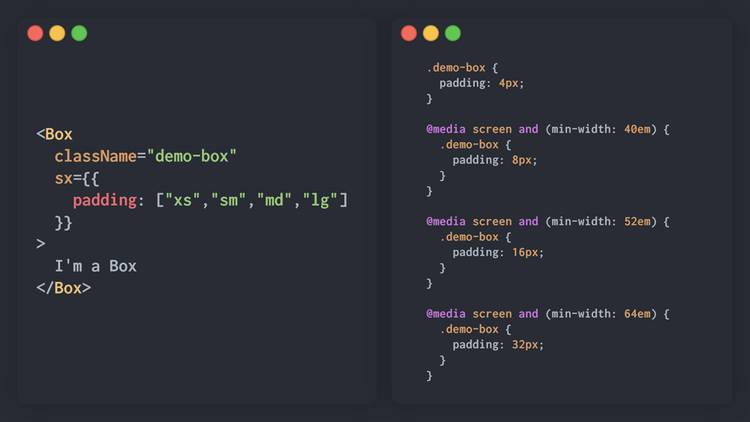 <Box
  className="demo-box"
  sx={{
    padding: ["xs","sm","md","lg"]
  }}
>
  I'm a Box
</Box>
.demo-box {
  padding: 4px;
}
@media screen and (min-width: 40em) {
  .demo-box {
    padding: 8px;
  }
}
@media screen and (min-width: 52em) {
  .demo-box {
    padding: 16px;
  }
}
@media screen and (min-width: 64em) {
  .demo-box {
    padding: 32px;
  }
}